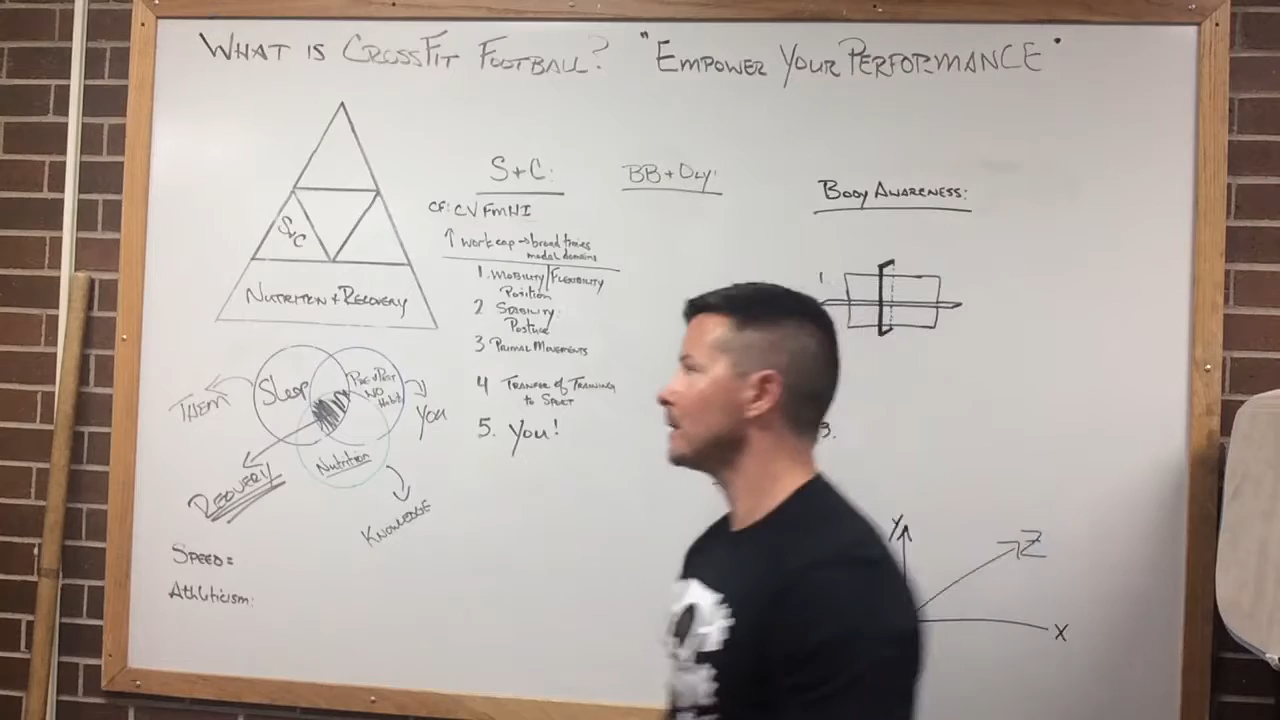 WHAT IS CROSSFIT FOOTBALL? "EMPOWER YOUR PERFORMANCE"
S+C
NUTRITION + RECOVERY
THEM
Sleep
Pre + Post
WO
Habits
YOU
Nutrition
RECOVERY
KNOWLEDGE
SPEED =
Athleticism:
S+C:
CF: CVFMHI
↑ work cap → broad times
modal domains
1. MOBILITY/FLEXIBILITY
Position
2 Stability
Posture
3 PRIMAL MOVEMENTS
4 TRANSFER of TRAINING
to SPORT
5. YOU!
BB + OLY:
BODY AWARENESS:
1.
3.
Y
Z
X